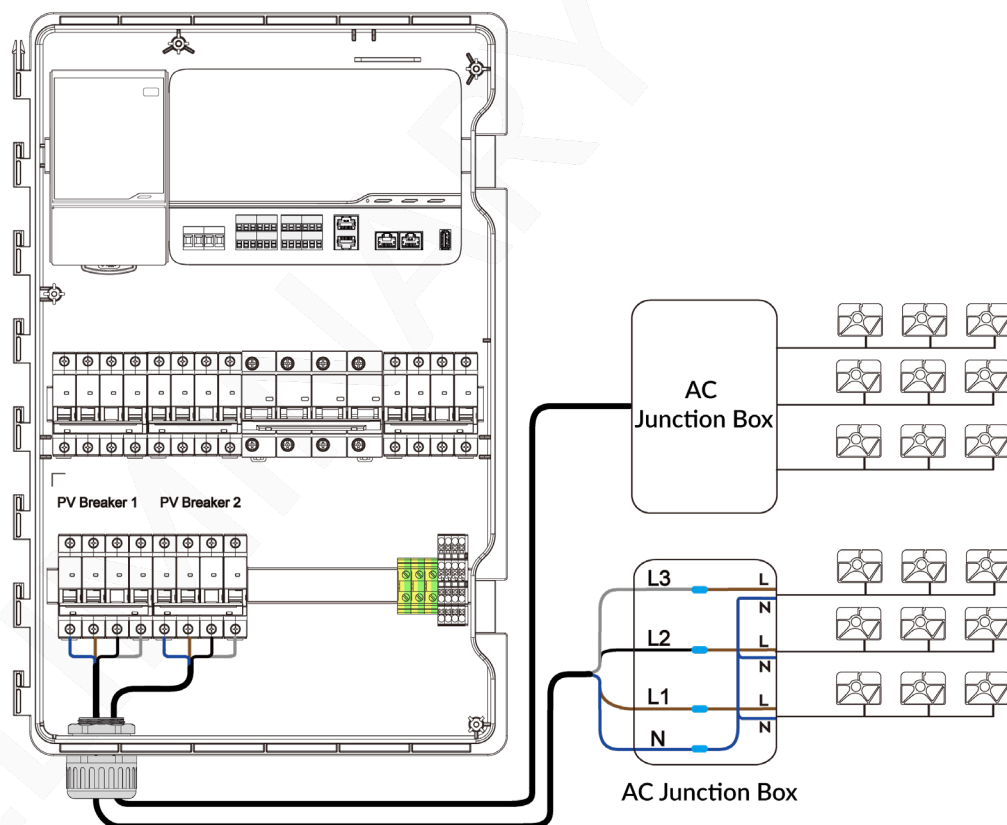 PV Breaker 1 PV Breaker 2
AC
Junction Box
L3
L
N
L2
L
N
L1
L
N
N
AC Junction Box